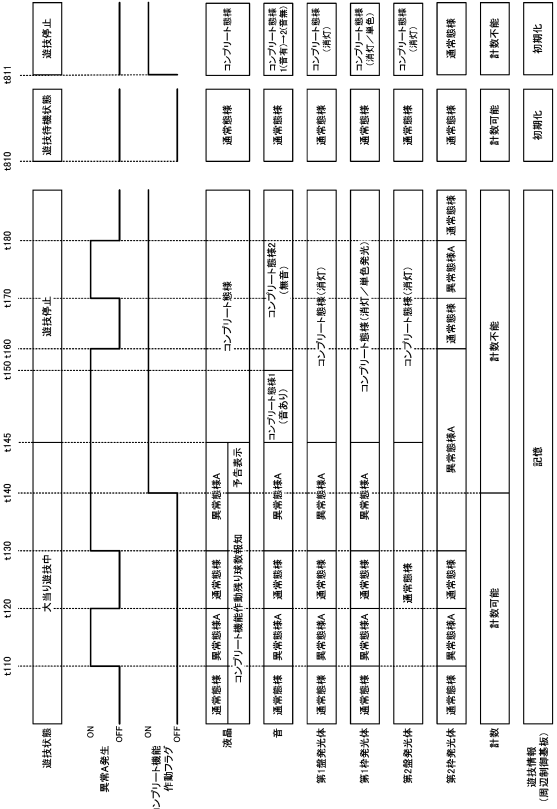 t110
t120
t130
t140
t145
t150
t160
t170
t180
t810
t811
遊技状態
大当り遊技中
遊技停止
遊技待機状態
遊技停止
異常A発生
ON
OFF
コンプリート機能
作動フラグ
ON
OFF
液晶
通常態様
異常態様A
通常態様
異常態様A
コンプリート機能作動残り球数報知
予告表示
コンプリート態様
通常態様
コンプリート態様
音
通常態様
異常態様A
通常態様
異常態様A
コンプリート態様1
(音あり)
コンプリート態様2
(無音)
通常態様
コンプリート態様
1(音有)→2(音無)
第1盤発光体
通常態様
異常態様A
通常態様
異常態様A
コンプリート態様(消灯)
通常態様
コンプリート態様
(消灯)
第1枠発光体
通常態様
異常態様A
通常態様
異常態様A
コンプリート態様(消灯/単色発光)
通常態様
コンプリート態様
(消灯/単色)
第2盤発光体
通常態様
コンプリート態様(消灯)
通常態様
コンプリート態様
(消灯)
第2枠発光体
通常態様
異常態様A
通常態様
異常態様A
通常態様
異常態様A
通常態様
通常態様
通常態様
計数
計数可能
計数不能
計数可能
計数不能
遊技情報
(周辺制御基板)
記憶
初期化
初期化